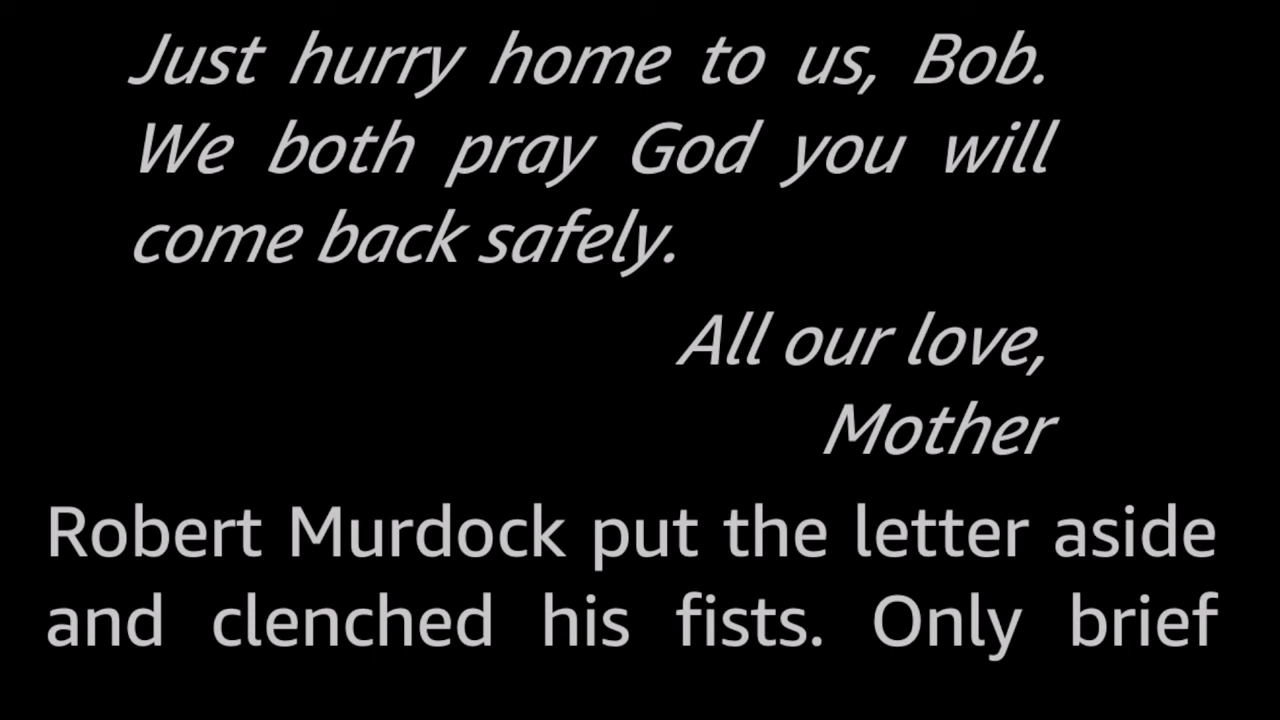 Just hurry home to us, Bob.
We both pray God you will
come back safely.
All our love,
Mother
Robert Murdock put the letter aside
and clenched his fists. Only brief